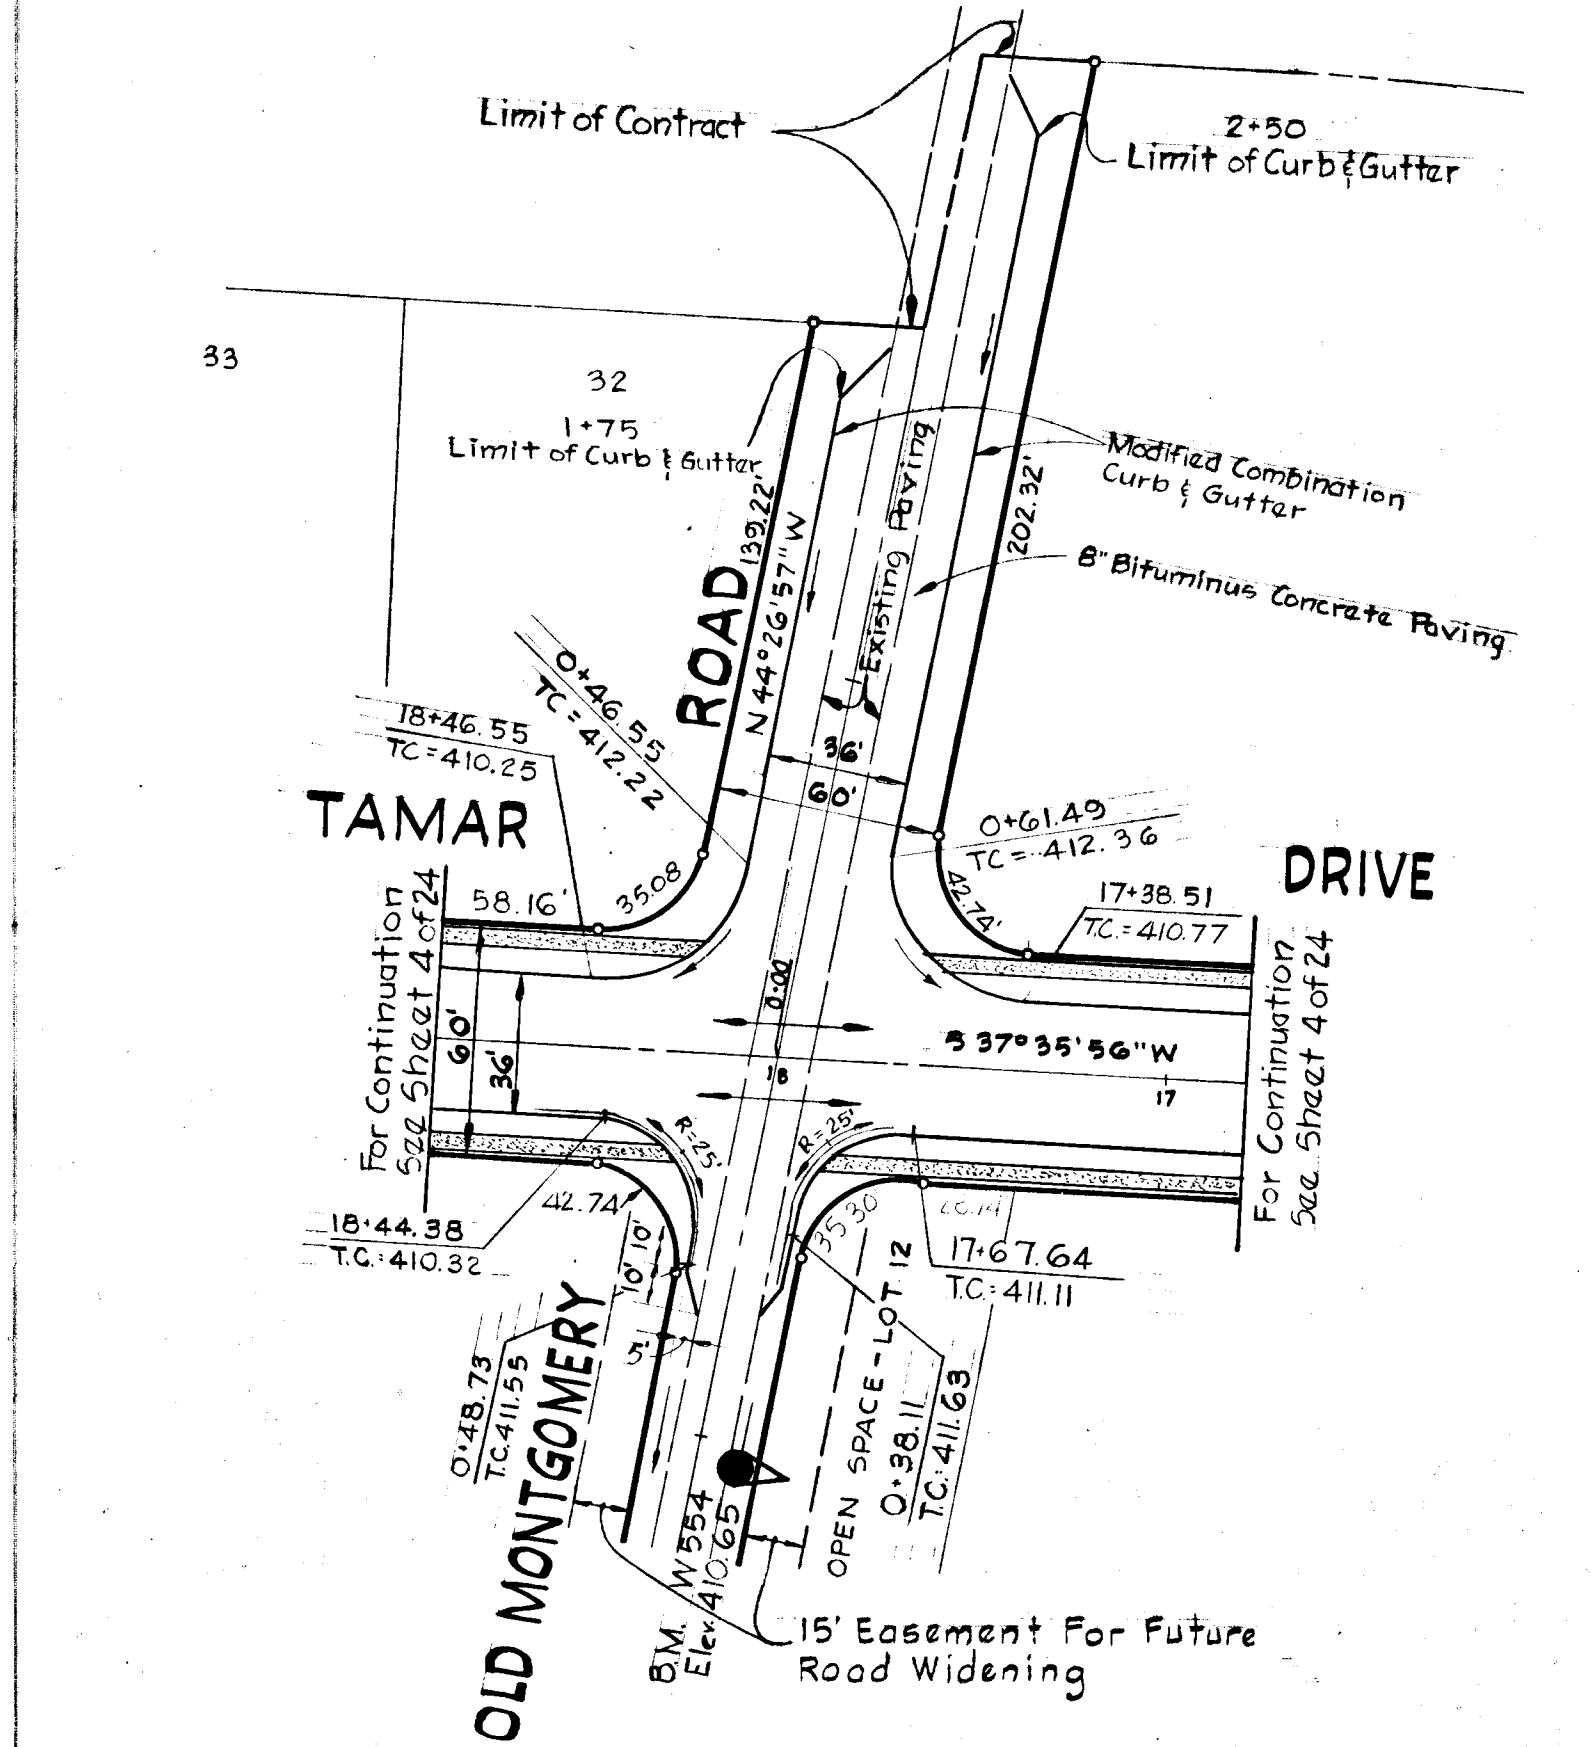 Limit of Contract
2+50
Limit of Curb & Gutter
33
32
1+75
Limit of Curb & Gutter
Modified Combination
Curb & Gutter
8" Bituminus Concrete Paving
202.32'
Existing Paving
139.22'
N 44° 26' 57" W
ROAD
0+46.55
TC = 412.22
18+46.55
TC = 410.25
36'
60'
TAMAR
0+61.49
TC = 412.36
DRIVE
58.16'
35.08
42.74'
17+38.51
T.C. = 410.77
For Continuation
See Sheet 4 of 24
For Continuation
See Sheet 4 of 24
60'
36'
0+00
18
S 37° 35' 56" W
17
R=25'
R=25'
42.74
35.30
18+44.38
T.C.: 410.32
10' 10'
17+67.64
T.C.: 411.11
5'
0+48.73
T.C. 411.55
OLD MONTGOMERY
OPEN SPACE - LOT 12
0+38.11
T.C.: 411.63
B.M. W554
Elev. 410.65
15' Easement For Future
Road Widening